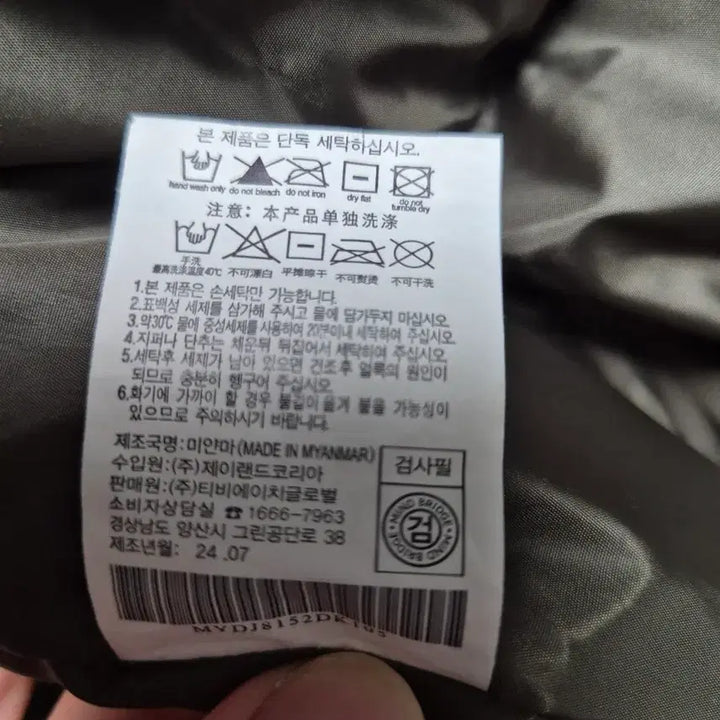 본 제품은 단독 세탁하십시오.
hand wash only do not bleach do not iron dry flat do not tumble dry
注意：本产品单独洗涤
手洗 最高洗涤温度40℃ 不可漂白 平摊晾干 不可熨烫 不可干洗
1.본 제품은 손세탁만 가능합니다.
2.표백성 세제를 삼가해 주시고 물에 담가두지 마십시오
3.약30℃ 물에 중성세제를 사용하여 20분이내 세탁하여 주십시오.
4.지퍼나 단추는 채운뒤 뒤집어서 세탁하여 주십시오.
5.세탁후 세제가 남아 있으면 건조후 얼룩의 원인이
되므로 충분히 헹구어 주십시오
6.화기에 가까이 할 경우 불길이 옮겨 붙을 가능성이
있으므로 주의하시기 바랍니다.
제조국명:미얀마(MADE IN MYANMAR)
수입원:(주)제이랜드코리아
판매원:(주)티비에이치글로벌
소비자상담실 ☎1666-7963
경상남도 양산시 그린공단로 38
제조년월: 24 .07
검사필
MIND BRIDGE
검
MIND BRIDGE